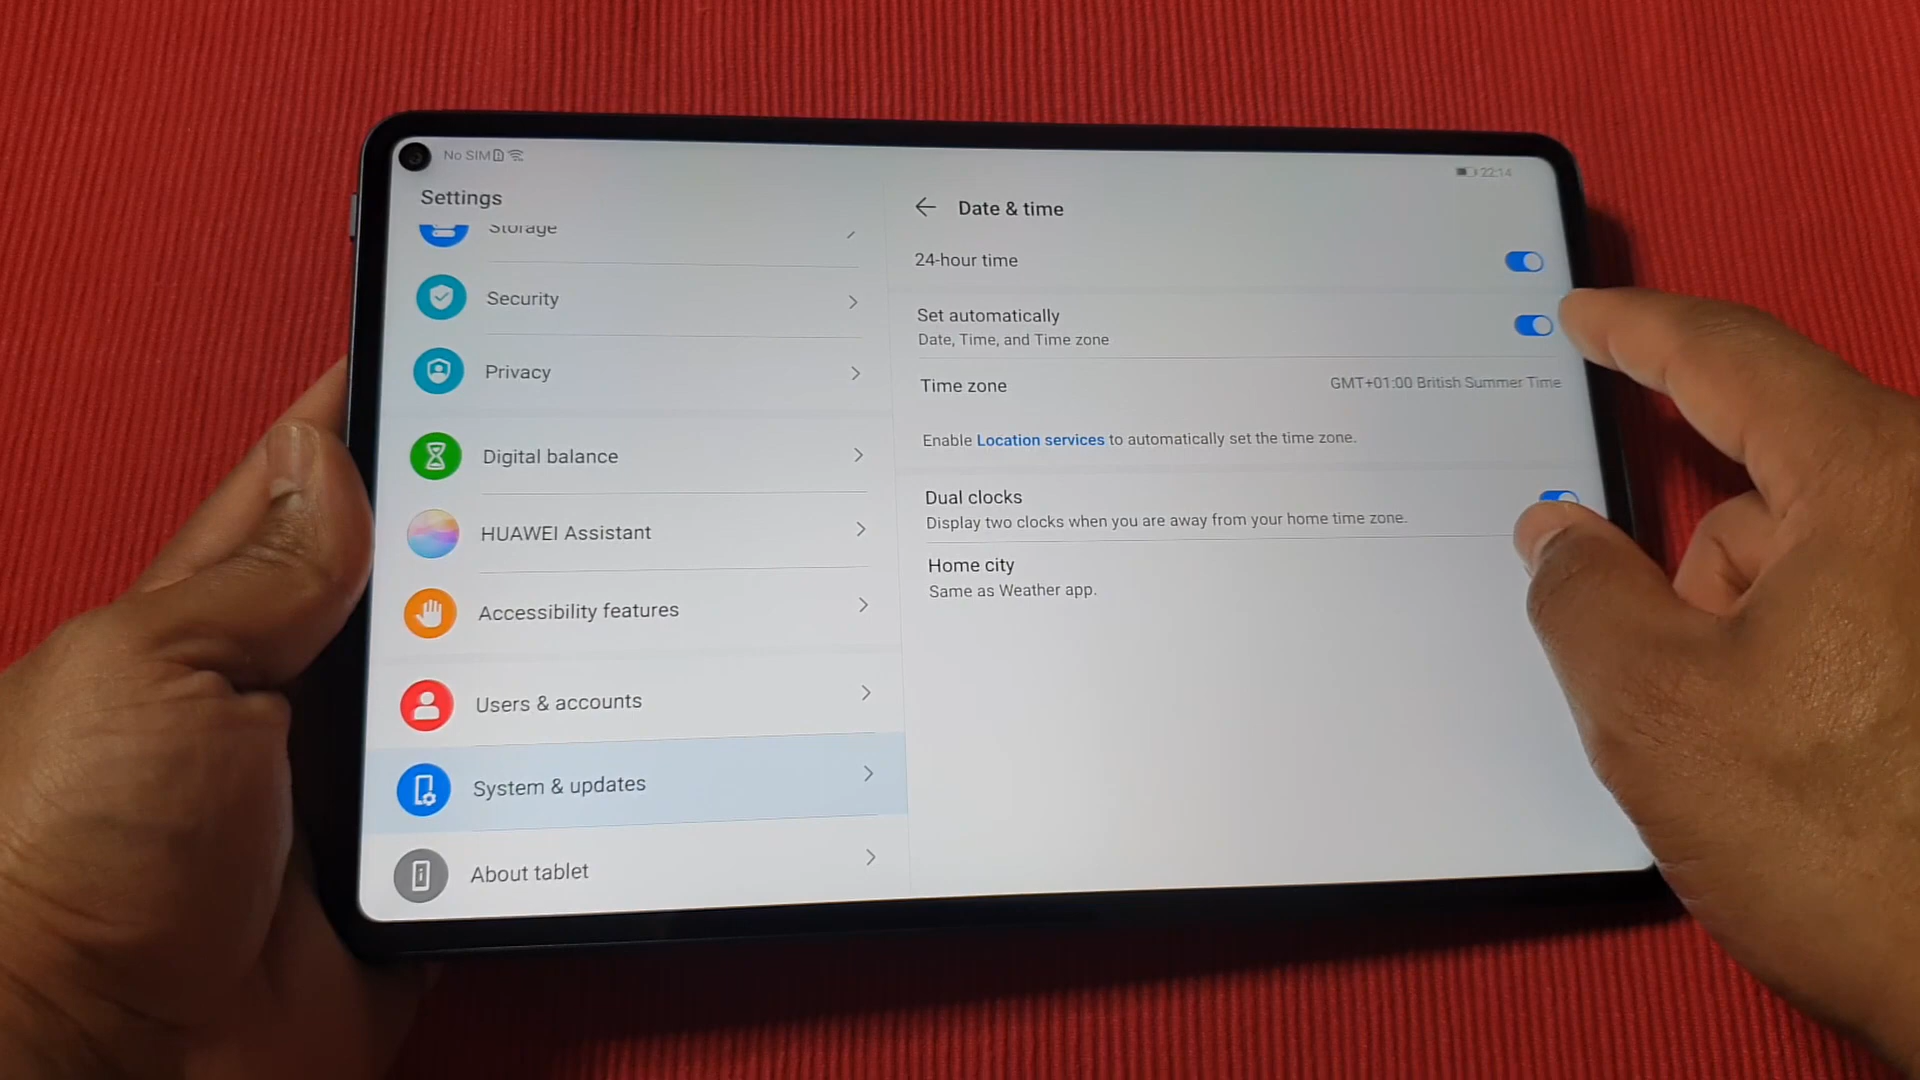 No SIM
22:14
Settings
Storage
Security
Privacy
Digital balance
HUAWEI Assistant
Accessibility features
Users & accounts
System & updates
About tablet
Date & time
24-hour time
Set automatically
Date, Time, and Time zone
Time zone GMT+01:00 British Summer Time
Enable Location services to automatically set the time zone.
Dual clocks
Display two clocks when you are away from your home time zone.
Home city
Same as Weather app.